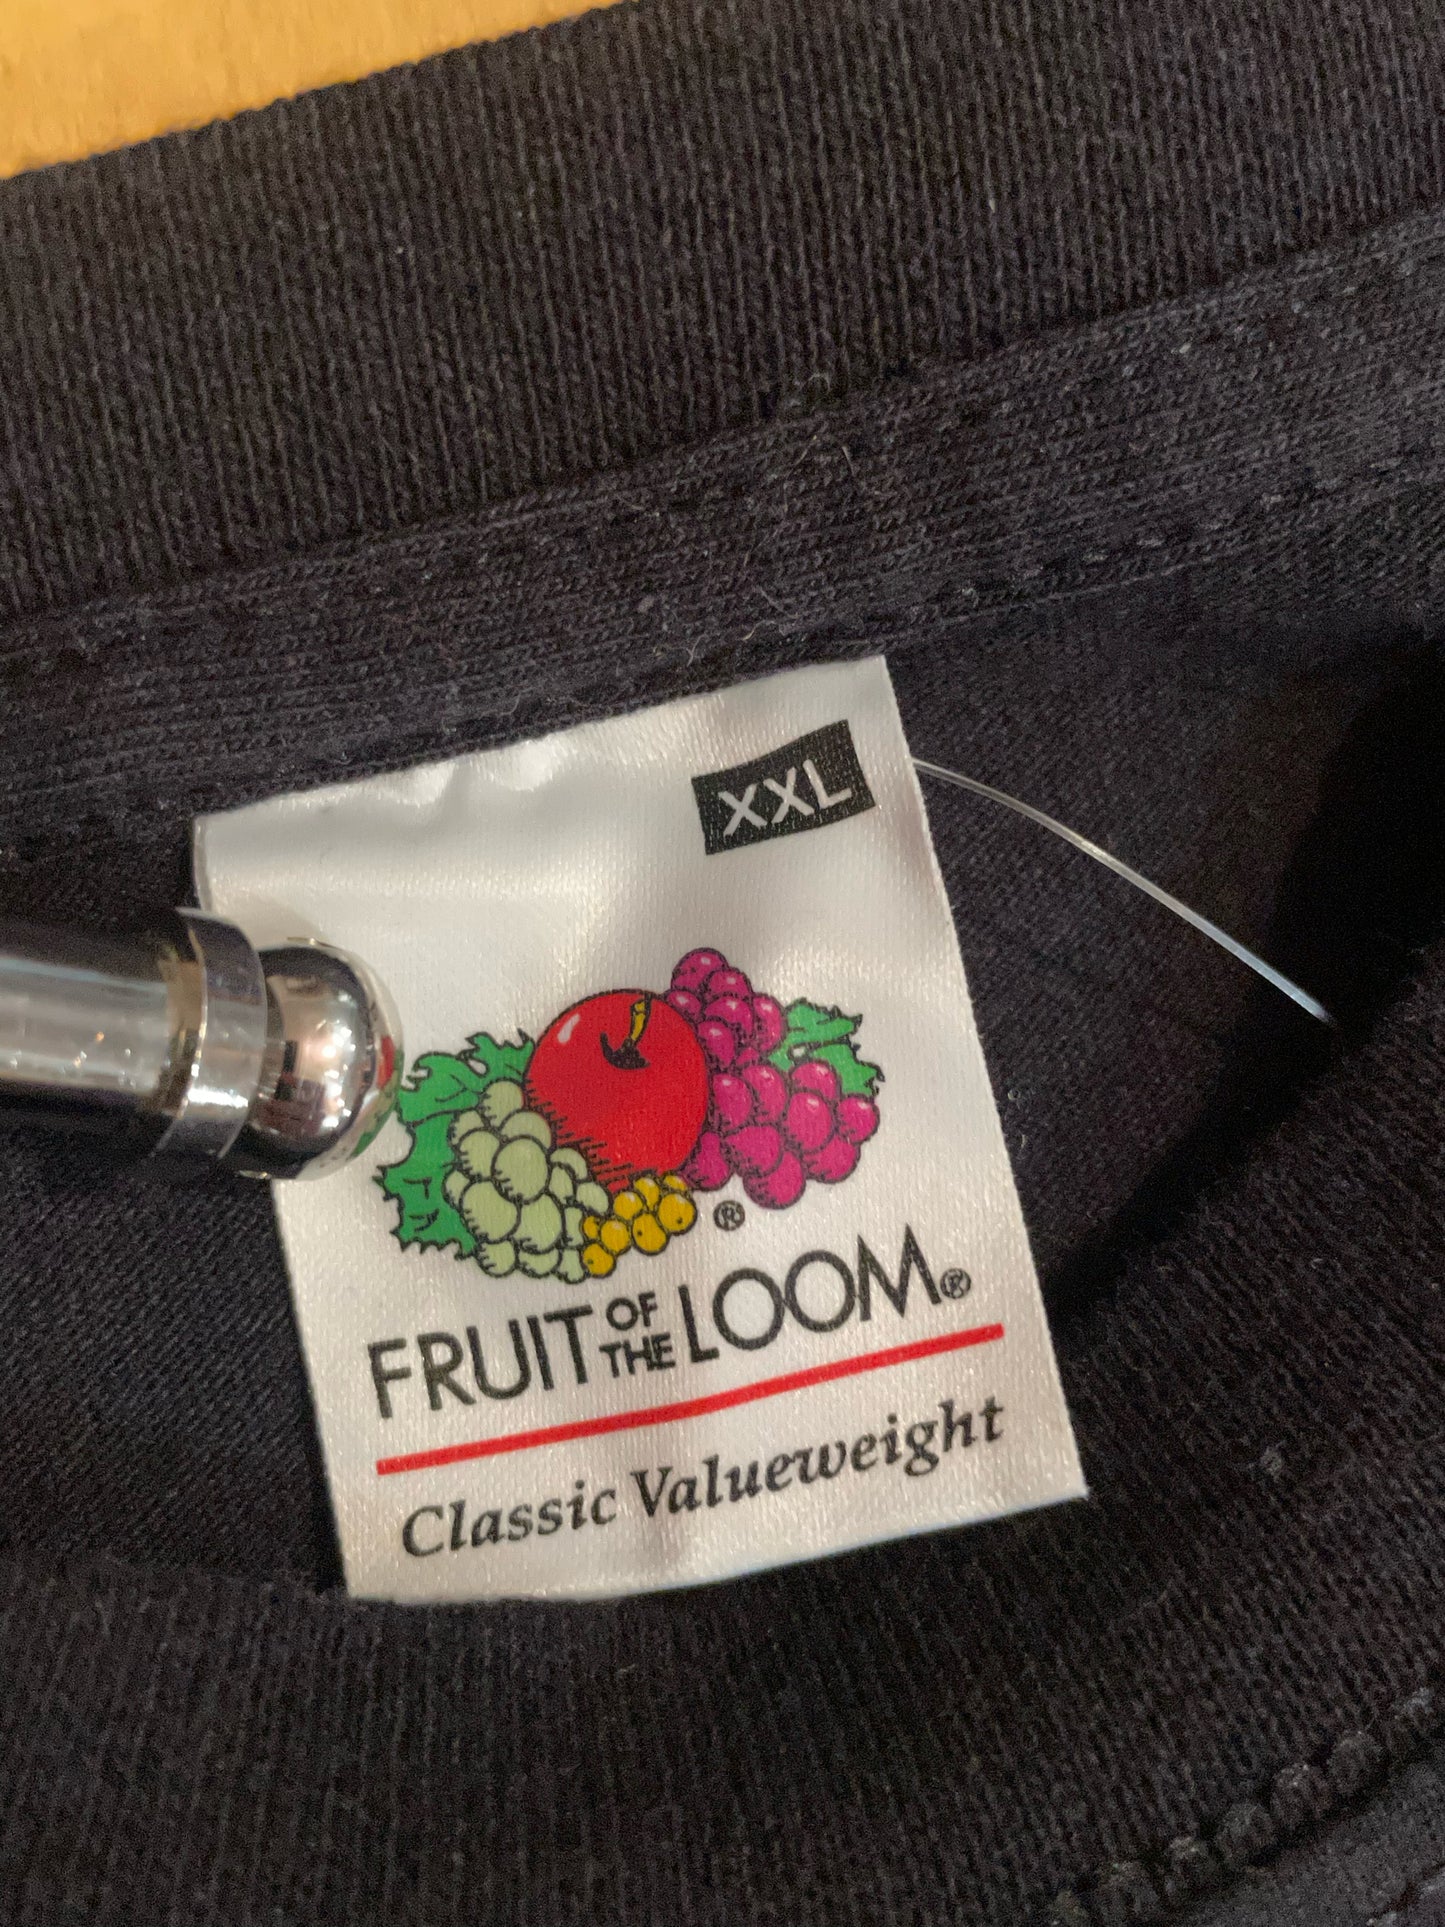 XXL
®
FRUIT OF THE LOOM®
Classic Valueweight